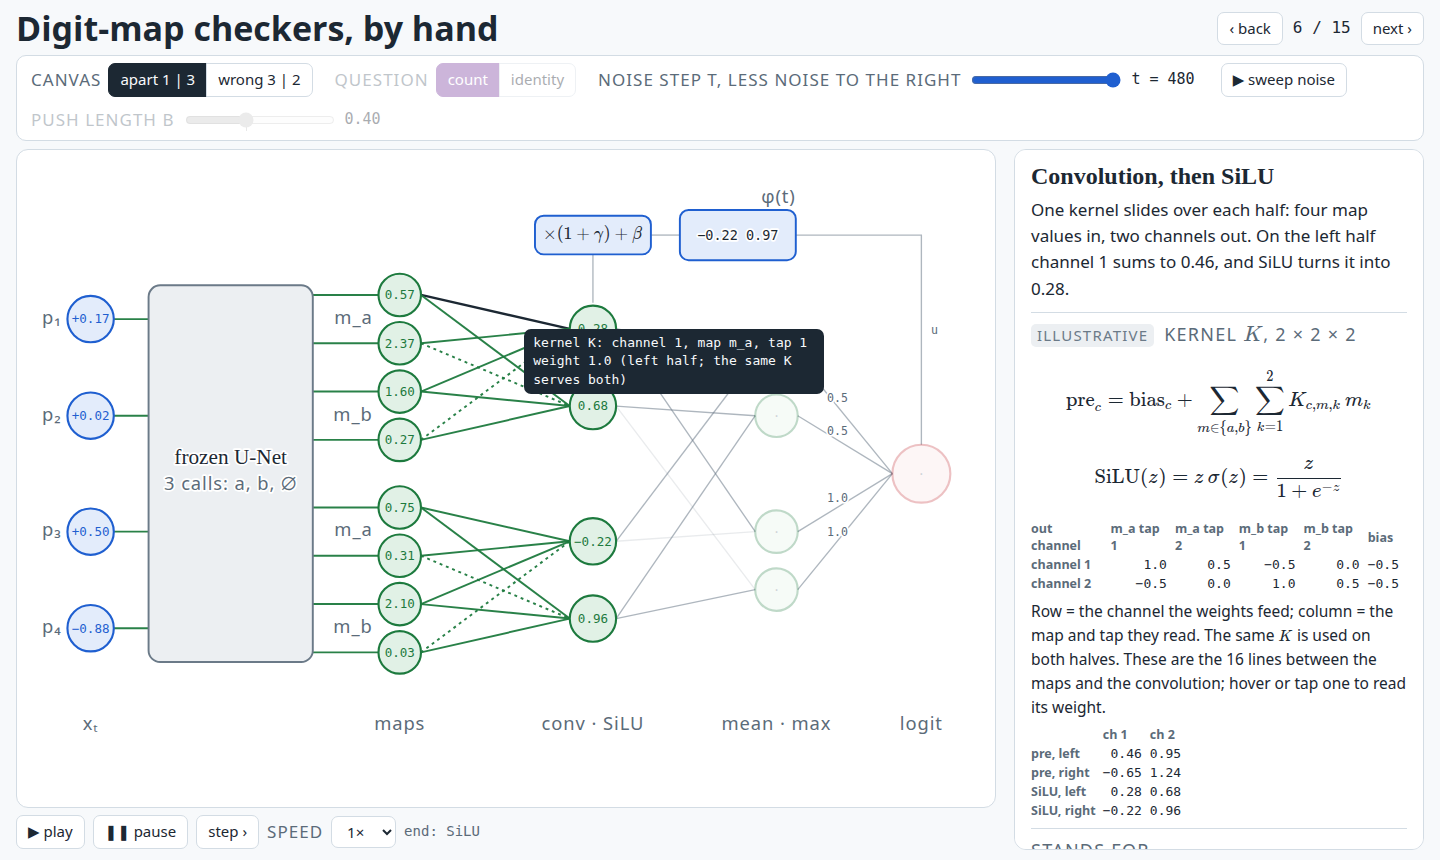 Digit-map checkers, by hand
‹ back 6 / 15 next ›
CANVAS apart 1 | 3 wrong 3 | 2 QUESTION count identity NOISE STEP T, LESS NOISE TO THE RIGHT t = 480 ▶ sweep noise
PUSH LENGTH B 0.40
φ(t)
×(1 + γ) + β −0.22 0.97
p₁ +0.17
p₂ +0.02
p₃ +0.50
p₄ −0.88
frozen U-Net
3 calls: a, b, ∅
m_a
m_b
m_a
m_b
0.57
2.37
1.60
0.27
0.75
0.31
2.10
0.03
0.28
kernel K: channel 1, map m_a, tap 1
weight 1.0 (left half; the same K
serves both)
0.68
−0.22
0.96
u
0.5
0.5
1.0
1.0
xₜ maps conv · SiLU mean · max logit
▶ play ❚❚ pause step › SPEED 1× end: SiLU
Convolution, then SiLU
One kernel slides over each half: four map
values in, two channels out. On the left half
channel 1 sums to 0.46, and SiLU turns it into
0.28.
ILLUSTRATIVE KERNEL K, 2 × 2 × 2
pre_c = bias_c + ∑_{m∈{a,b}} ∑_{k=1}^{2} K_{c,m,k} m_k
SiLU(z) = z σ(z) = z / (1 + e^{−z})
out channel m_a tap 1 m_a tap 2 m_b tap 1 m_b tap 2 bias
channel 1 1.0 0.5 −0.5 0.0 −0.5
channel 2 −0.5 0.0 1.0 0.5 −0.5
Row = the channel the weights feed; column = the
map and tap they read. The same K is used on
both halves. These are the 16 lines between the
maps and the convolution; hover or tap one to read
its weight.
ch 1 ch 2
pre, left 0.46 0.95
pre, right −0.65 1.24
SiLU, left 0.28 0.68
SiLU, right −0.22 0.96
STANDS FOR